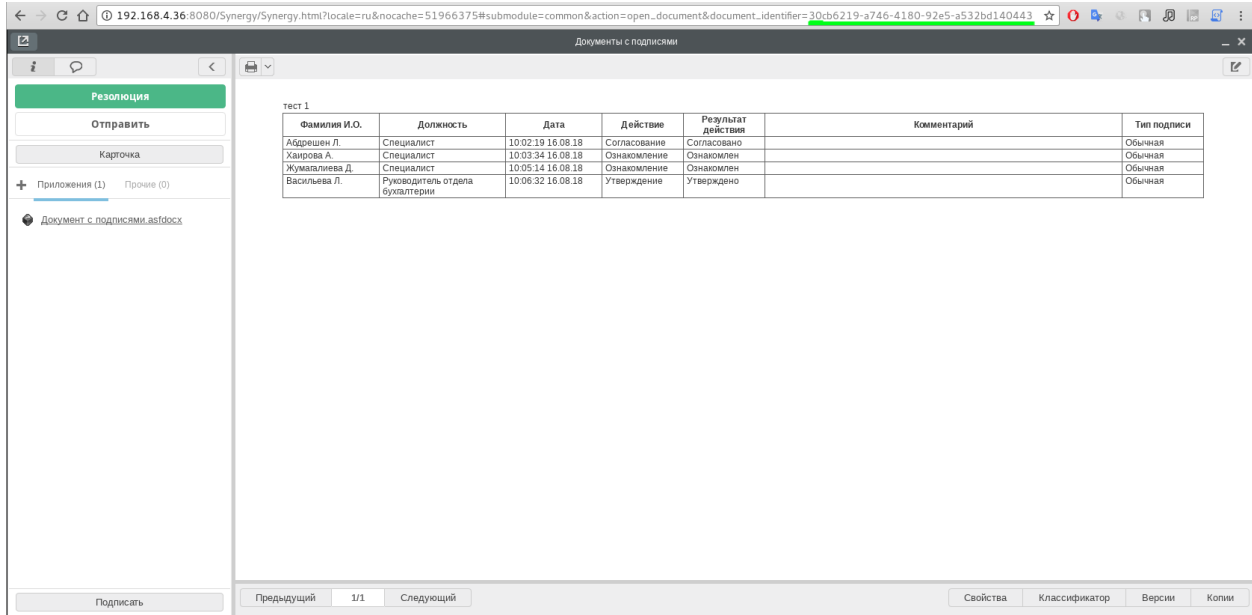 192.168.4.36:8080/Synergy/Synergy.html?locale=ru&nocache=51966375#submodule=common&action=open_document&document_identifier=30cb6219-a746-4180-92e5-a532bd140443
Документы с подписями
Резолюция
Отправить
Карточка
Приложения (1) Прочие (0)
Документ с подписями.asfdocx
Подписать
тест 1
Фамилия И.О. Должность Дата Действие Результат действия Комментарий Тип подписи
Абдрешен Л. Специалист 10:02:19 16.08.18 Согласование Согласовано Обычная
Хаирова А. Специалист 10:03:34 16.08.18 Ознакомление Ознакомлен Обычная
Жумагалиева Д. Специалист 10:05:14 16.08.18 Ознакомление Ознакомлен Обычная
Васильева Л. Руководитель отдела бухгалтерии 10:06:32 16.08.18 Утверждение Утверждено Обычная
Предыдущий 1/1 Следующий Свойства Классификатор Версии Копии